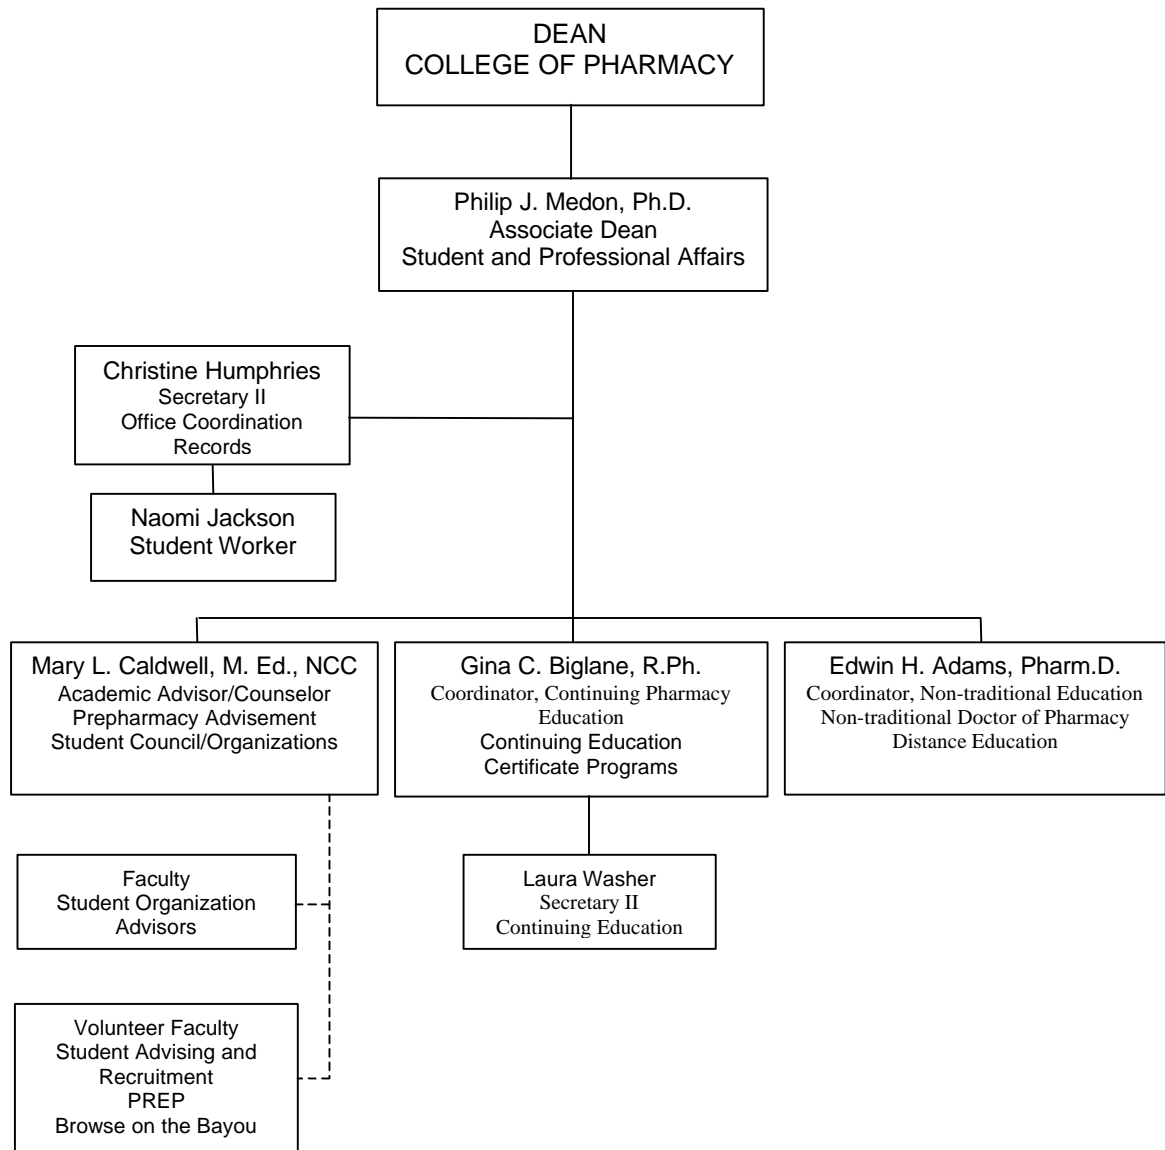 DEAN
COLLEGE OF PHARMACY
Philip J. Medon, Ph.D.
Associate Dean
Student and Professional Affairs
Christine Humphries
Secretary II
Office Coordination
Records
Naomi Jackson
Student Worker
Mary L. Caldwell, M. Ed., NCC
Academic Advisor/Counselor
Prepharmacy Advisement
Student Council/Organizations
Gina C. Biglane, R.Ph.
Coordinator, Continuing Pharmacy
Education
Continuing Education
Certificate Programs
Edwin H. Adams, Pharm.D.
Coordinator, Non-traditional Education
Non-traditional Doctor of Pharmacy
Distance Education
Faculty
Student Organization
Advisors
Laura Washer
Secretary II
Continuing Education
Volunteer Faculty
Student Advising and
Recruitment
PREP
Browse on the Bayou